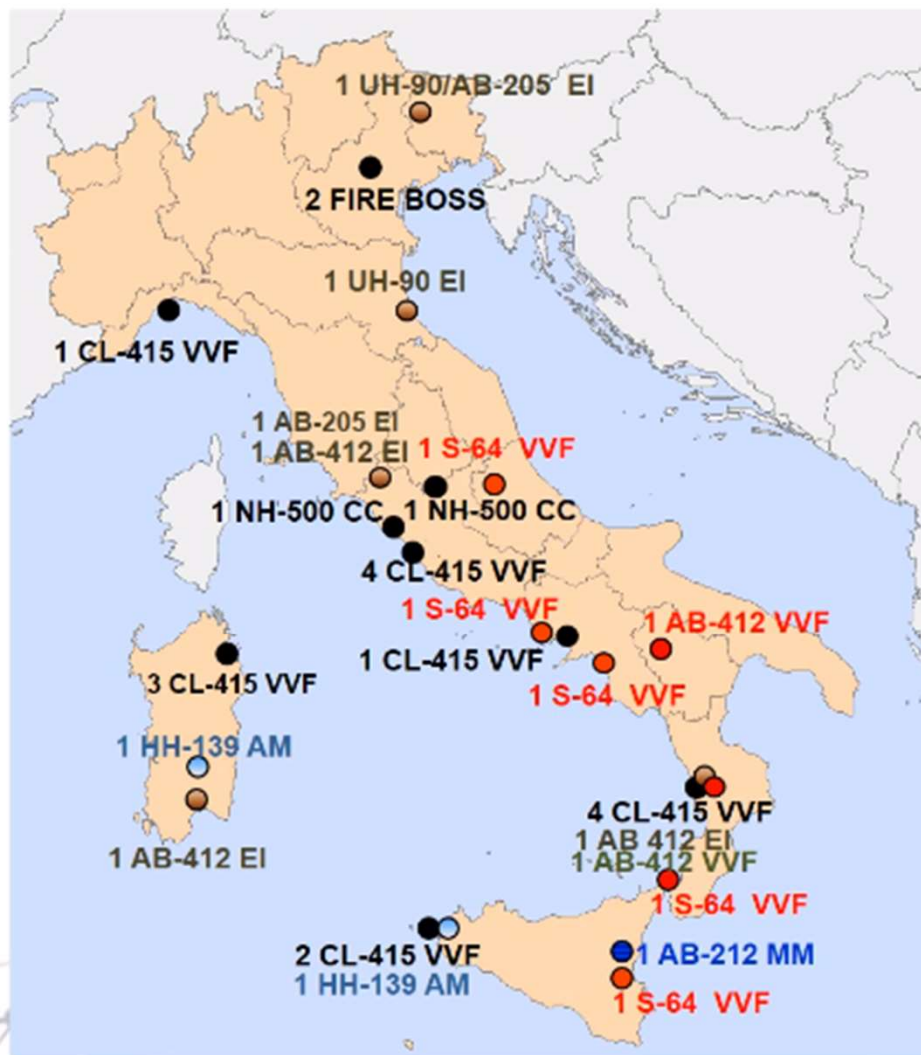 1 UH-90/AB-205 EI
2 FIRE BOSS
1 UH-90 EI
1 CL-415 VVF
1 AB-205 EI
1 AB-412 EI
1 S-64 VVF
1 NH-500 CC
1 NH-500 CC
4 CL-415 VVF
1 S-64 VVF
1 AB-412 VVF
1 CL-415 VVF
3 CL-415 VVF
1 S-64 VVF
1 HH-139 AM
4 CL-415 VVF
1 AB 412 EI
1 AB-412 VVF
1 AB-412 EI
1 S-64 VVF
2 CL-415 VVF
1 AB-212 MM
1 HH-139 AM
1 S-64 VVF